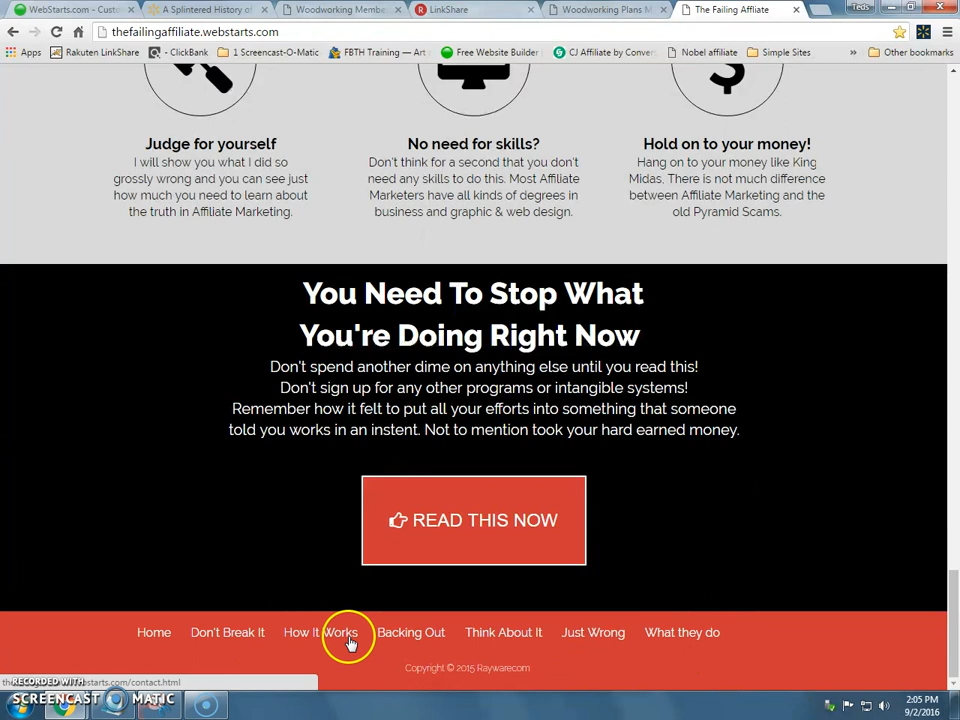 WebStarts.com - Custo
A Splintered History of
Woodworking Membe
LinkShare
Woodworking Plans M
The Failing Affliate
Teds
thefailingaffiliate.webstarts.com
Apps
Rakuten LinkShare
- ClickBank
1 Screencast-O-Matic
FBTH Training — Art
Free Website Builder
CJ Affiliate by Conver
Nobel affiliate
Simple Sites
»
Other bookmarks
Judge for yourself
I will show you what I did so
grossly wrong and you can see just
how much you need to learn about
the truth in Affiliate Marketing.
No need for skills?
Don't think for a second that you don't
need any skills to do this. Most Affiliate
Marketers have all kinds of degrees in
business and graphic & web design.
Hold on to your money!
Hang on to your money like King
Midas, There is not much difference
between Affiliate Marketing and the
old Pyramid Scams.
You Need To Stop What
You're Doing Right Now
Don't spend another dime on anything else until you read this!
Don't sign up for any other programs or intangible systems!
Remember how it felt to put all your efforts into something that someone
told you works in an instent. Not to mention took your hard earned money.
READ THIS NOW
Home Don't Break It How It Works Backing Out Think About It Just Wrong What they do
Copyright © 2015 Rayware.com
RECORDED WITH
SCREENCAST MATIC
ebstarts.com/contact.html
2:05 PM
9/2/2016